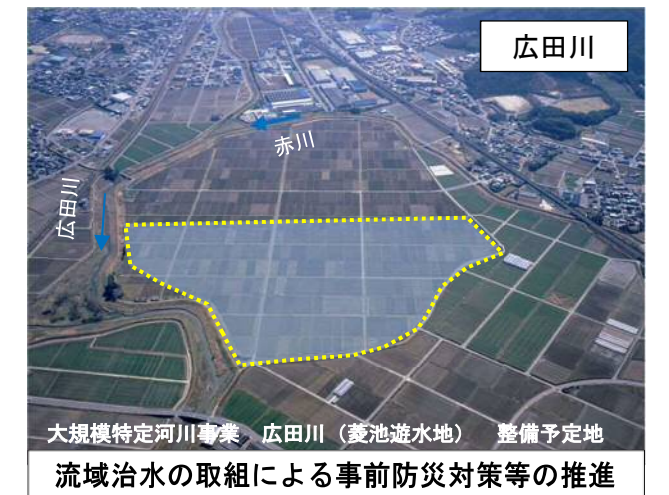 広田川
赤川
広田川
大規模特定河川事業 広田川（菱池遊水地） 整備予定地
流域治水の取組による事前防災対策等の推進